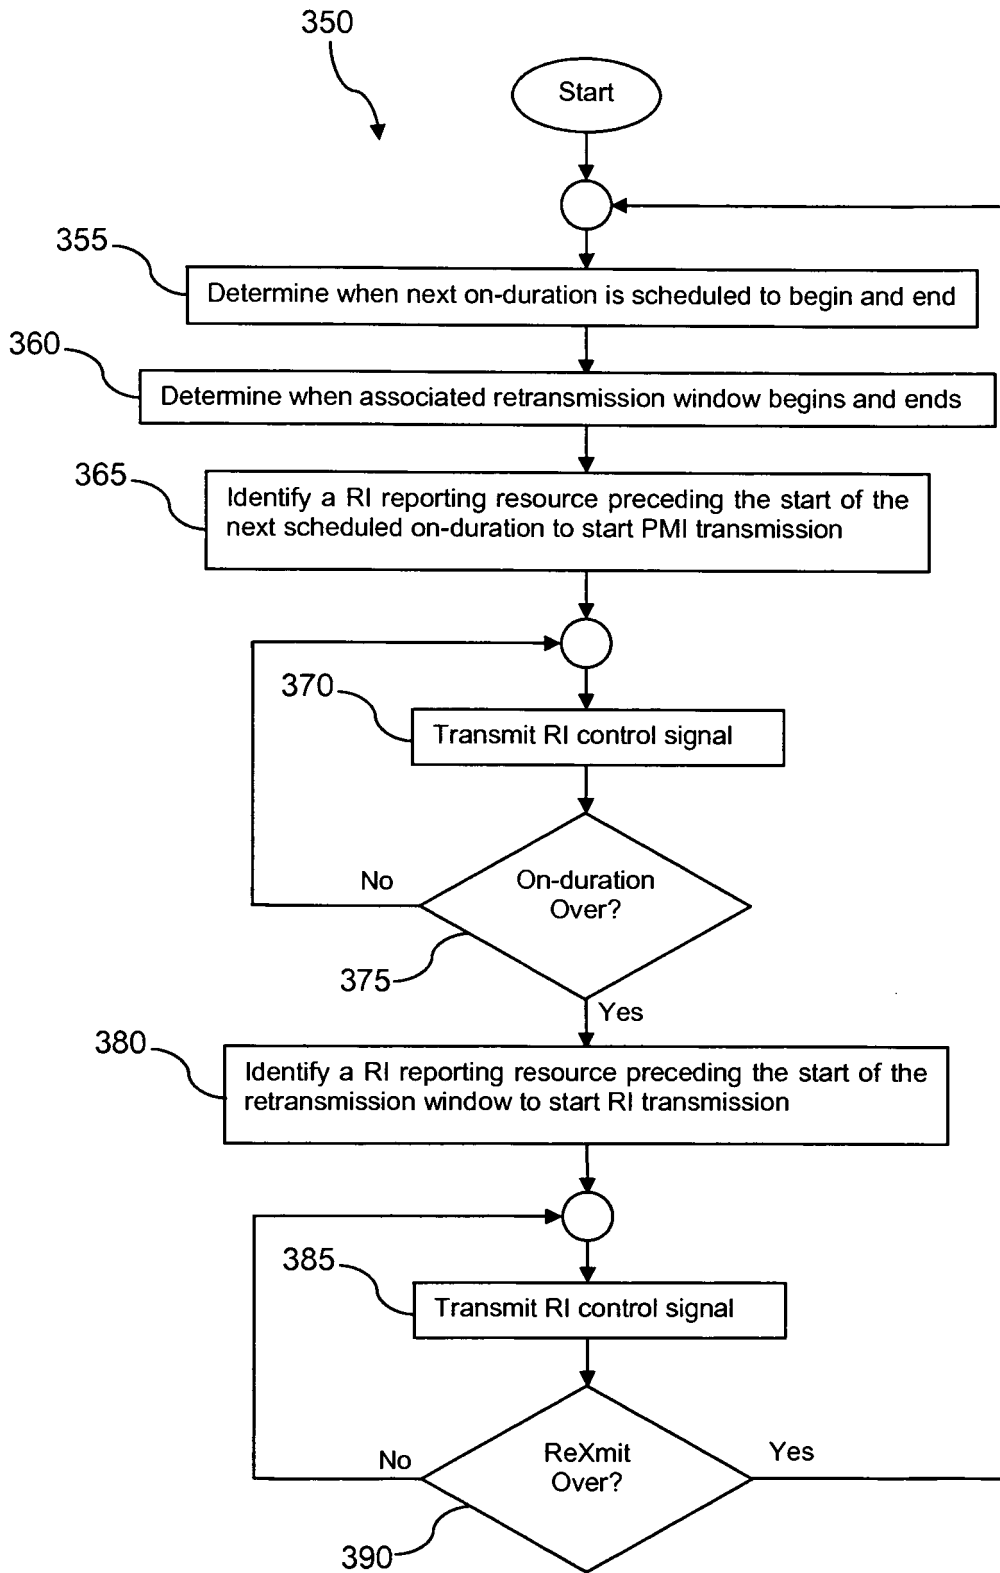 350
Start
355
Determine when next on-duration is scheduled to begin and end
360
Determine when associated retransmission window begins and ends
365
Identify a RI reporting resource preceding the start of the
next scheduled on-duration to start PMI transmission
370
Transmit RI control signal
No
On-duration
Over?
375
Yes
380
Identify a RI reporting resource preceding the start of the
retransmission window to start RI transmission
385
Transmit RI control signal
No
ReXmit
Over?
Yes
390